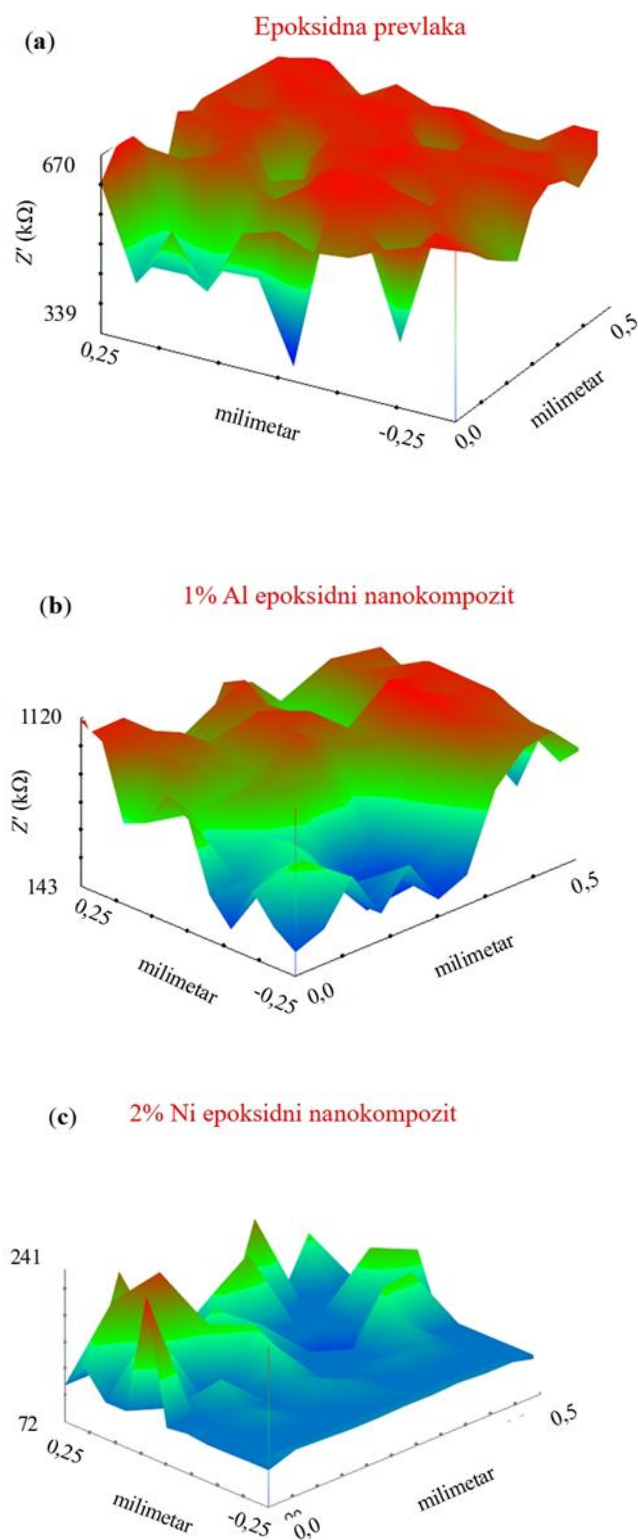 (a)
Epoksidna prevlaka
670
Z' (kΩ)
339
0,25
milimetar
-0,25
0,0
milimetar
0,5
(b)
1% Al epoksidni nanokompozit
1120
Z' (kΩ)
143
0,25
milimetar
-0,25
0,0
milimetar
0,5
(c)
2% Ni epoksidni nanokompozit
241
72
0,25
milimetar
-0,25
0,0
milimetar
0,5